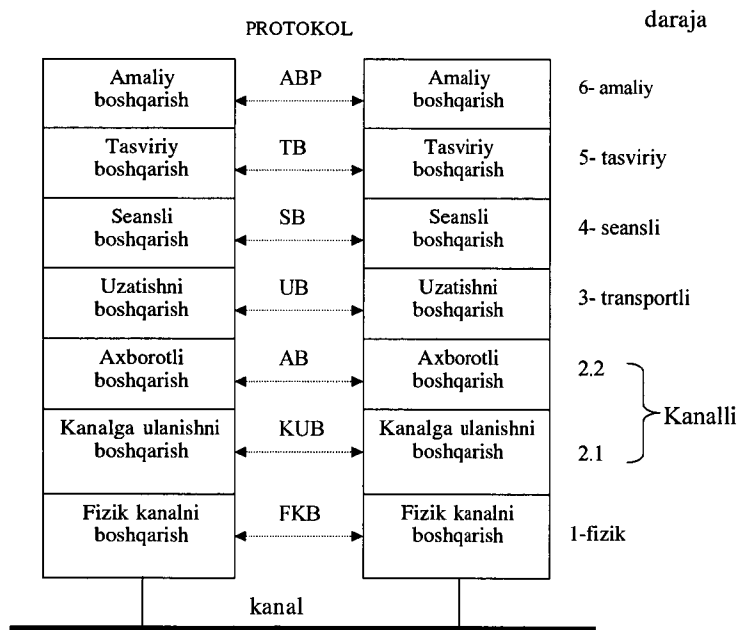 daraja
PROTOKOL
Amaliy boshqarish ABP Amaliy boshqarish 6- amaliy
Tasviriy boshqarish TB Tasviriy boshqarish 5- tasviriy
Seansli boshqarish SB Seansli boshqarish 4- seansli
Uzatishni boshqarish UB Uzatishni boshqarish 3- transportli
Axborotli boshqarish AB Axborotli boshqarish 2.2
Kanalli
Kanalga ulanishni boshqarish KUB Kanalga ulanishni boshqarish 2.1
Fizik kanalni boshqarish FKB Fizik kanalni boshqarish 1-fizik
kanal